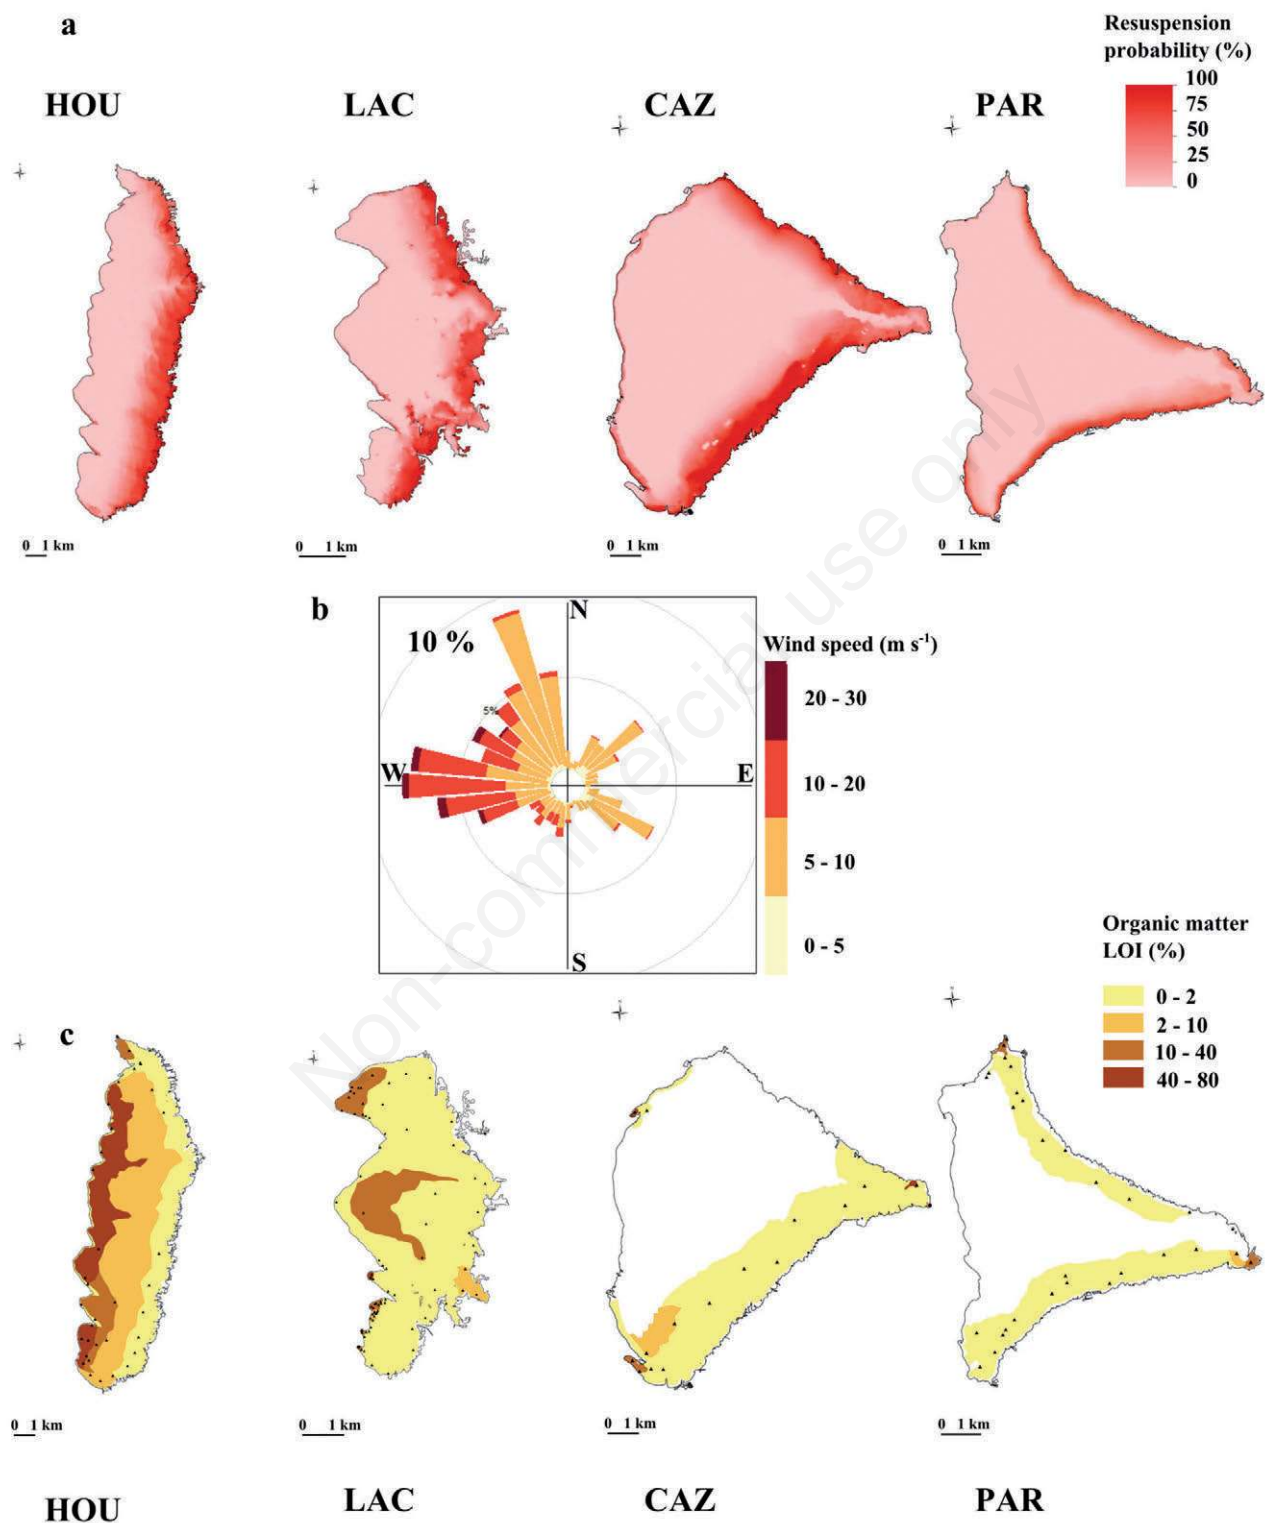 a
Resuspension
probability (%)
100
75
50
25
0
HOU
LAC
CAZ
PAR
0 1 km
0 1 km
0 1 km
0 1 km
b
10 %
5%
N
W
E
S
Wind speed (m s⁻¹)
20 - 30
10 - 20
5 - 10
0 - 5
Non-commercial use only
Organic matter
LOI (%)
0 - 2
2 - 10
10 - 40
40 - 80
c
0 1 km
0 1 km
0 1 km
0 1 km
HOU
LAC
CAZ
PAR